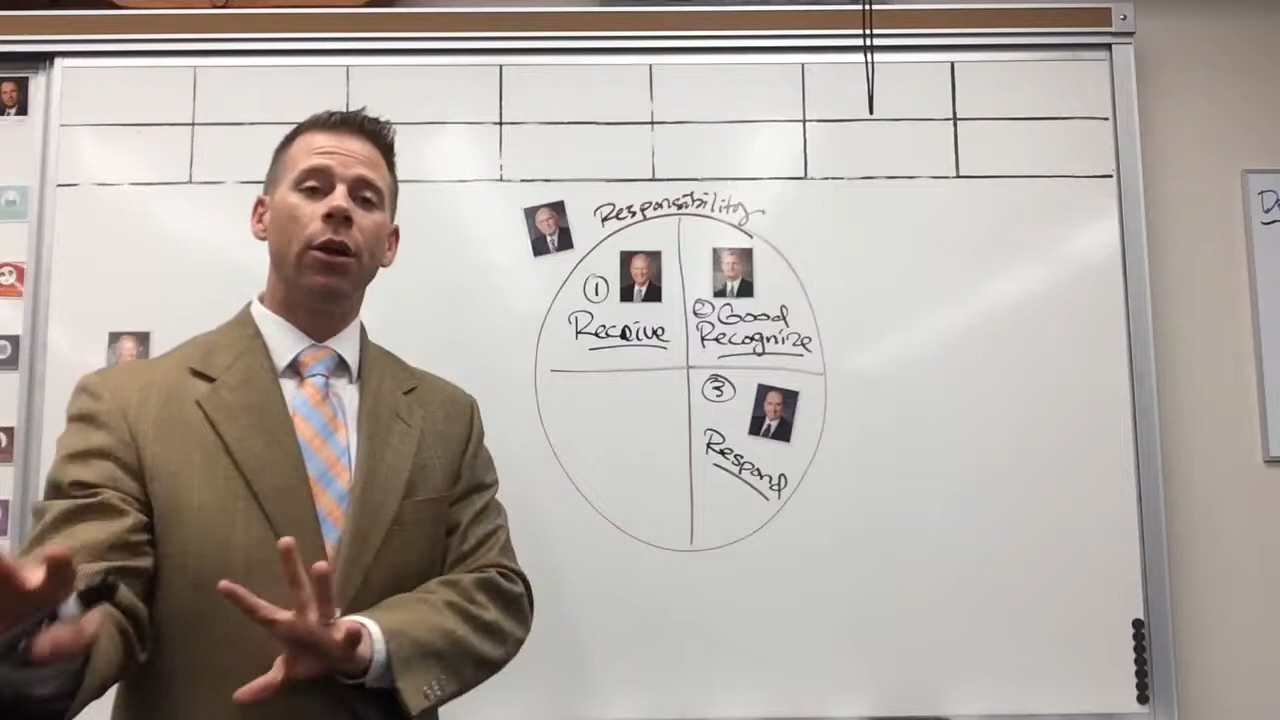 Responsibility
①
Receive
② Good
Recognize
③
Respond